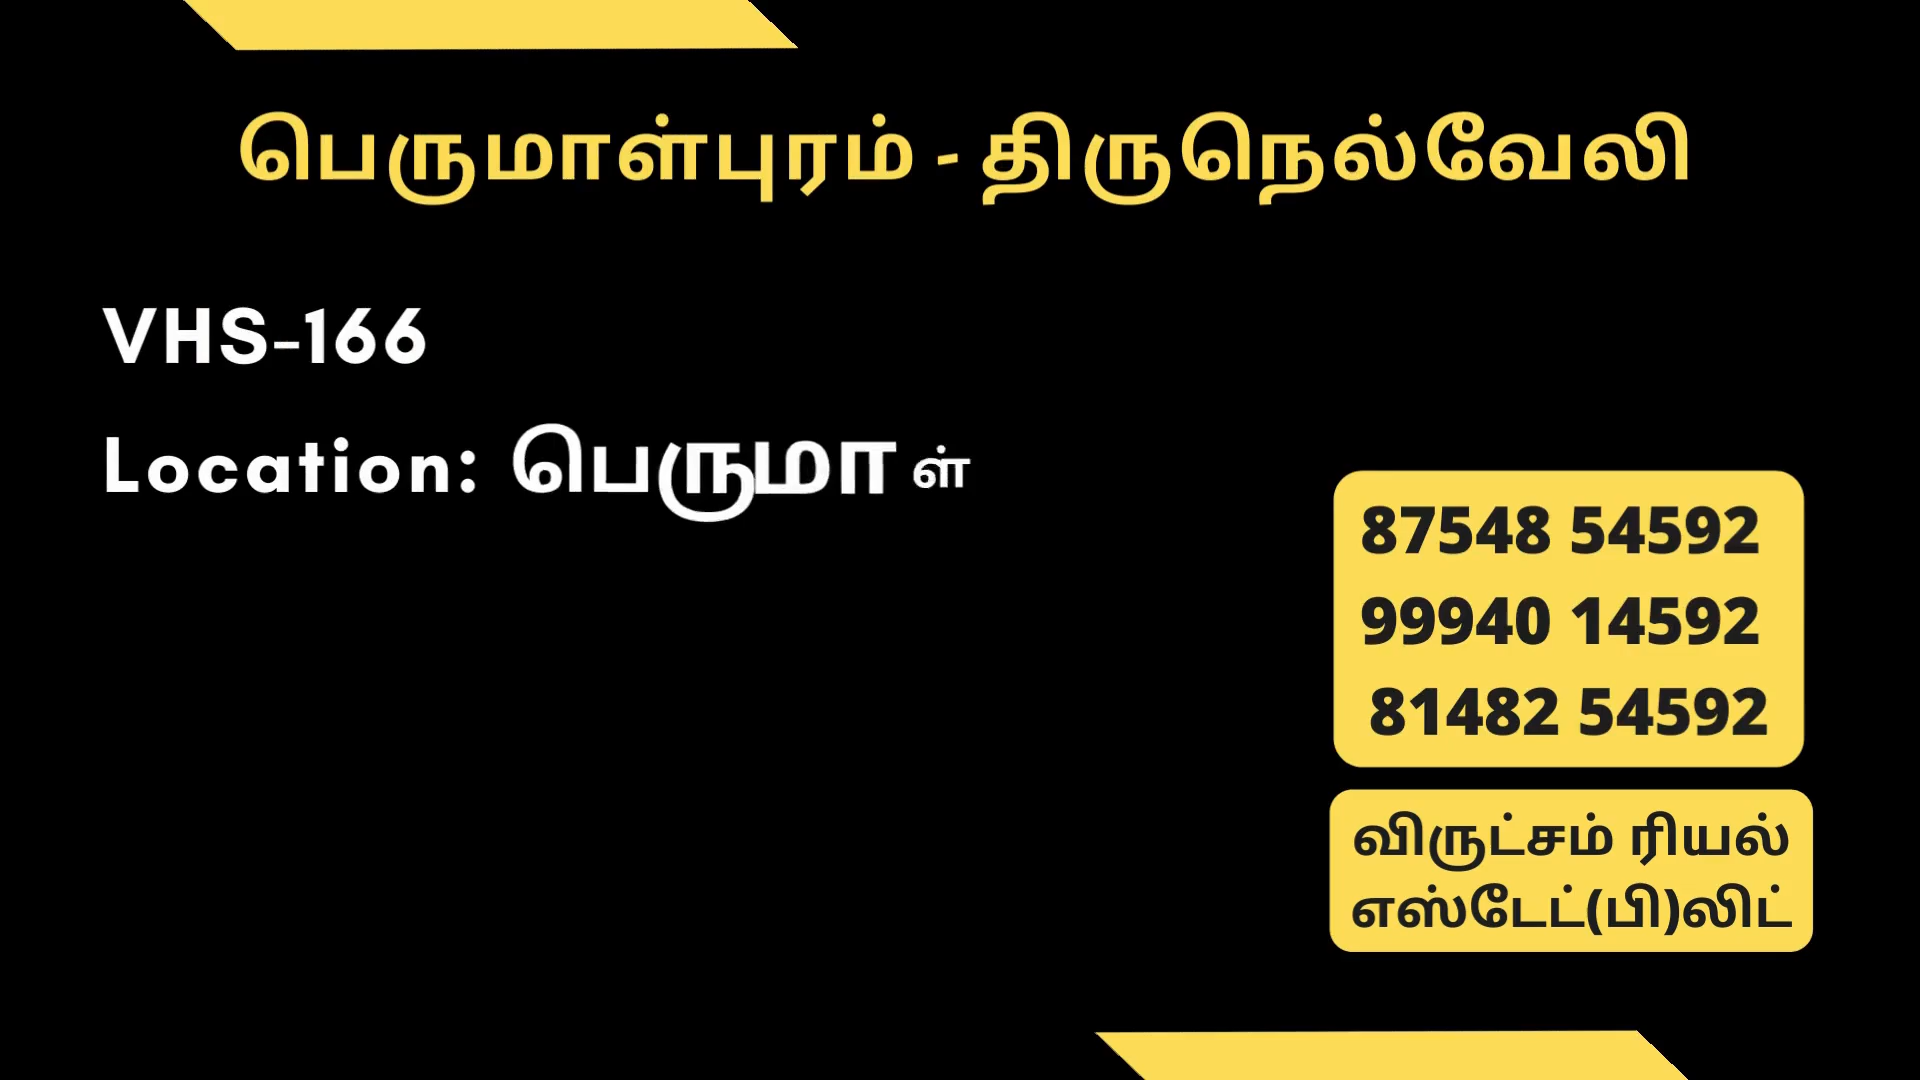 பெருமாள்புரம் - திருநெல்வேலி
VHS-166
Location: பெருமாள்
87548 54592
99940 14592
81482 54592
விருட்சம் ரியல்
எஸ்டேட்(பி)லிட்